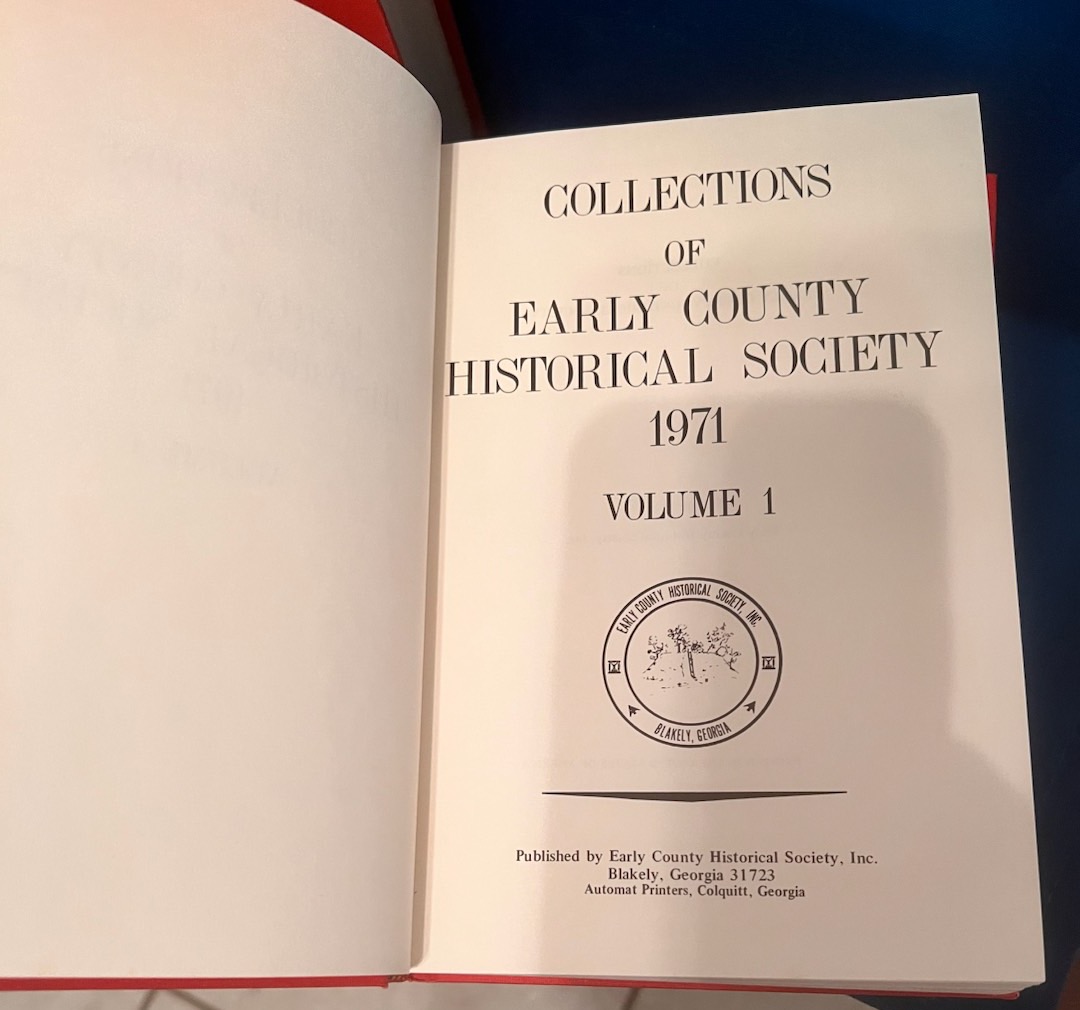 COLLECTIONS
OF
EARLY COUNTY
HISTORICAL SOCIETY
1971
VOLUME 1
EARLY COUNTY HISTORICAL SOCIETY, INC.
BLAKELY, GEORGIA
Published by Early County Historical Society, Inc.
Blakely, Georgia 31723
Automat Printers, Colquitt, Georgia